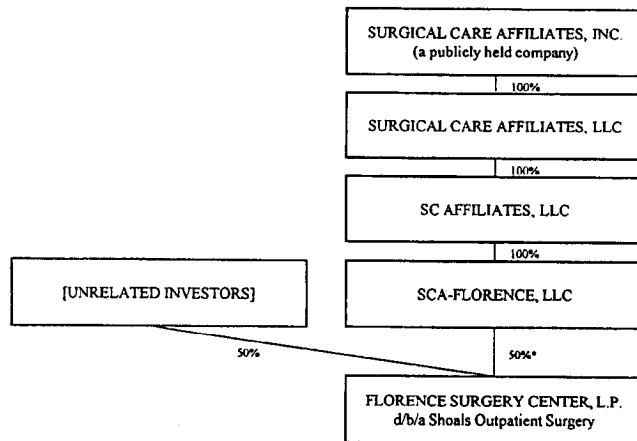 SURGICAL CARE AFFILIATES, INC.
(a publicly held company)
100%
SURGICAL CARE AFFILIATES, LLC
100%
SC AFFILIATES, LLC
100%
[UNRELATED INVESTORS]
SCA-FLORENCE, LLC
50%
50%*
FLORENCE SURGERY CENTER, L.P.
d/b/a Shoals Outpatient Surgery